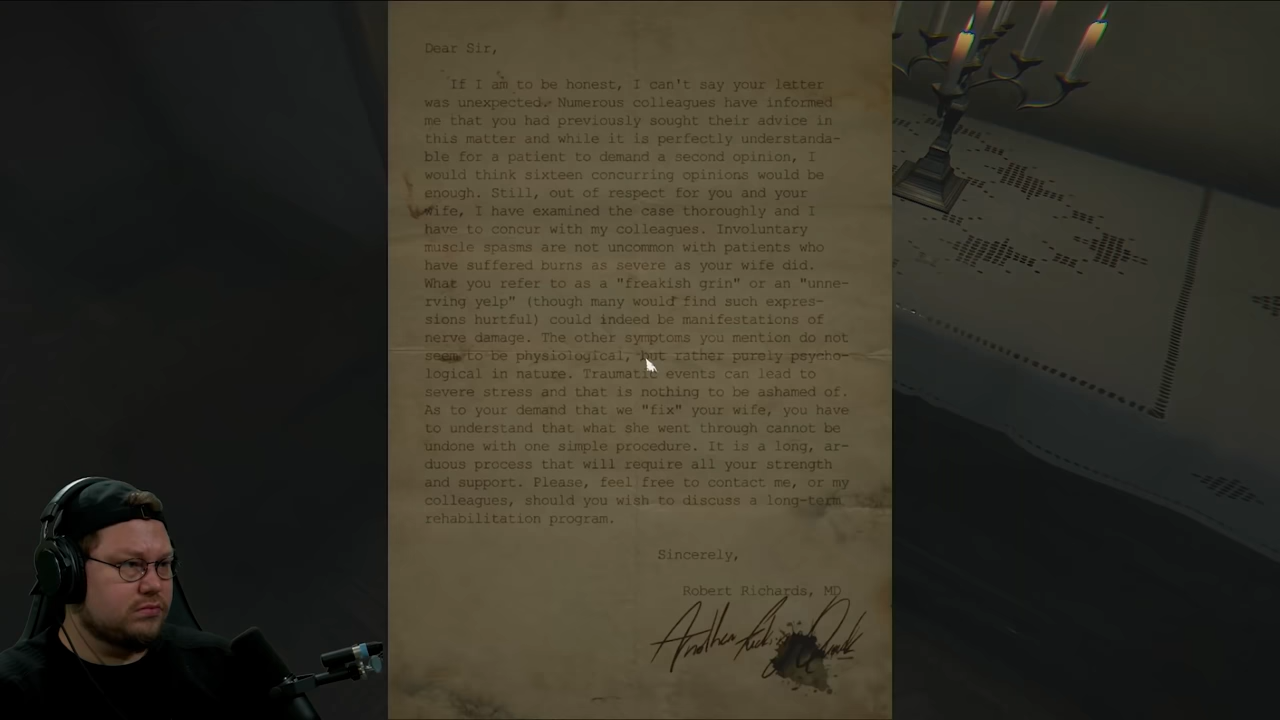 Dear Sir,
If I am to be honest, I can't say your letter
was unexpected. Numerous colleagues have informed
me that you had previously sought their advice in
this matter and while it is perfectly understanda-
ble for a patient to demand a second opinion, I
would think sixteen concurring opinions would be
enough. Still, out of respect for you and your
wife, I have examined the case thoroughly and I
have to concur with my colleagues. Involuntary
muscle spasms are not uncommon with patients who
have suffered burns as severe as your wife did.
What you refer to as a "freakish grin" or an "unne-
rving yelp" (though many would find such expres-
sions hurtful) could indeed be manifestations of
nerve damage. The other symptoms you mention do not
seem to be physiological, but rather purely psycho-
logical in nature. Traumatic events can lead to
severe stress and that is nothing to be ashamed of.
As to your demand that we "fix" your wife, you have
to understand that what she went through cannot be
undone with one simple procedure. It is a long, ar-
duous process that will require all your strength
and support. Please, feel free to contact me, or my
colleagues, should you wish to discuss a long-term
rehabilitation program.
Sincerely,
Robert Richards, MD
Another